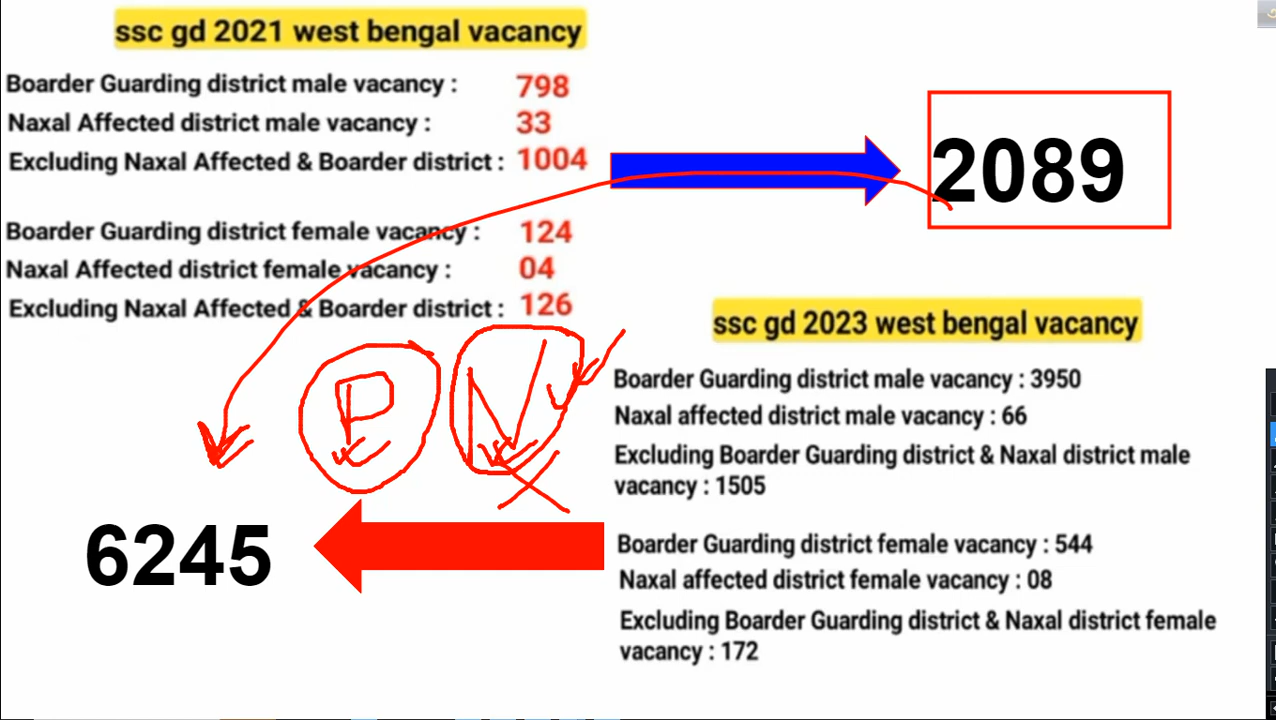 ssc gd 2021 west bengal vacancy
Boarder Guarding district male vacancy : 798
Naxal Affected district male vacancy : 33
Excluding Naxal Affected & Boarder district : 1004
2089
Boarder Guarding district female vacancy : 124
Naxal Affected district female vacancy : 04
Excluding Naxal Affected & Boarder district : 126
ssc gd 2023 west bengal vacancy
Boarder Guarding district male vacancy : 3950
Naxal affected district male vacancy : 66
Excluding Boarder Guarding district & Naxal district male
vacancy : 1505
P N
6245
Boarder Guarding district female vacancy : 544
Naxal affected district female vacancy : 08
Excluding Boarder Guarding district & Naxal district female
vacancy : 172